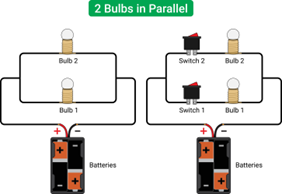 2 Bulbs in Parallel
Bulb 2
Bulb 1
+ −
+
+
Batteries
Switch 2 Bulb 2
Switch 1 Bulb 1
+ −
+
+
Batteries